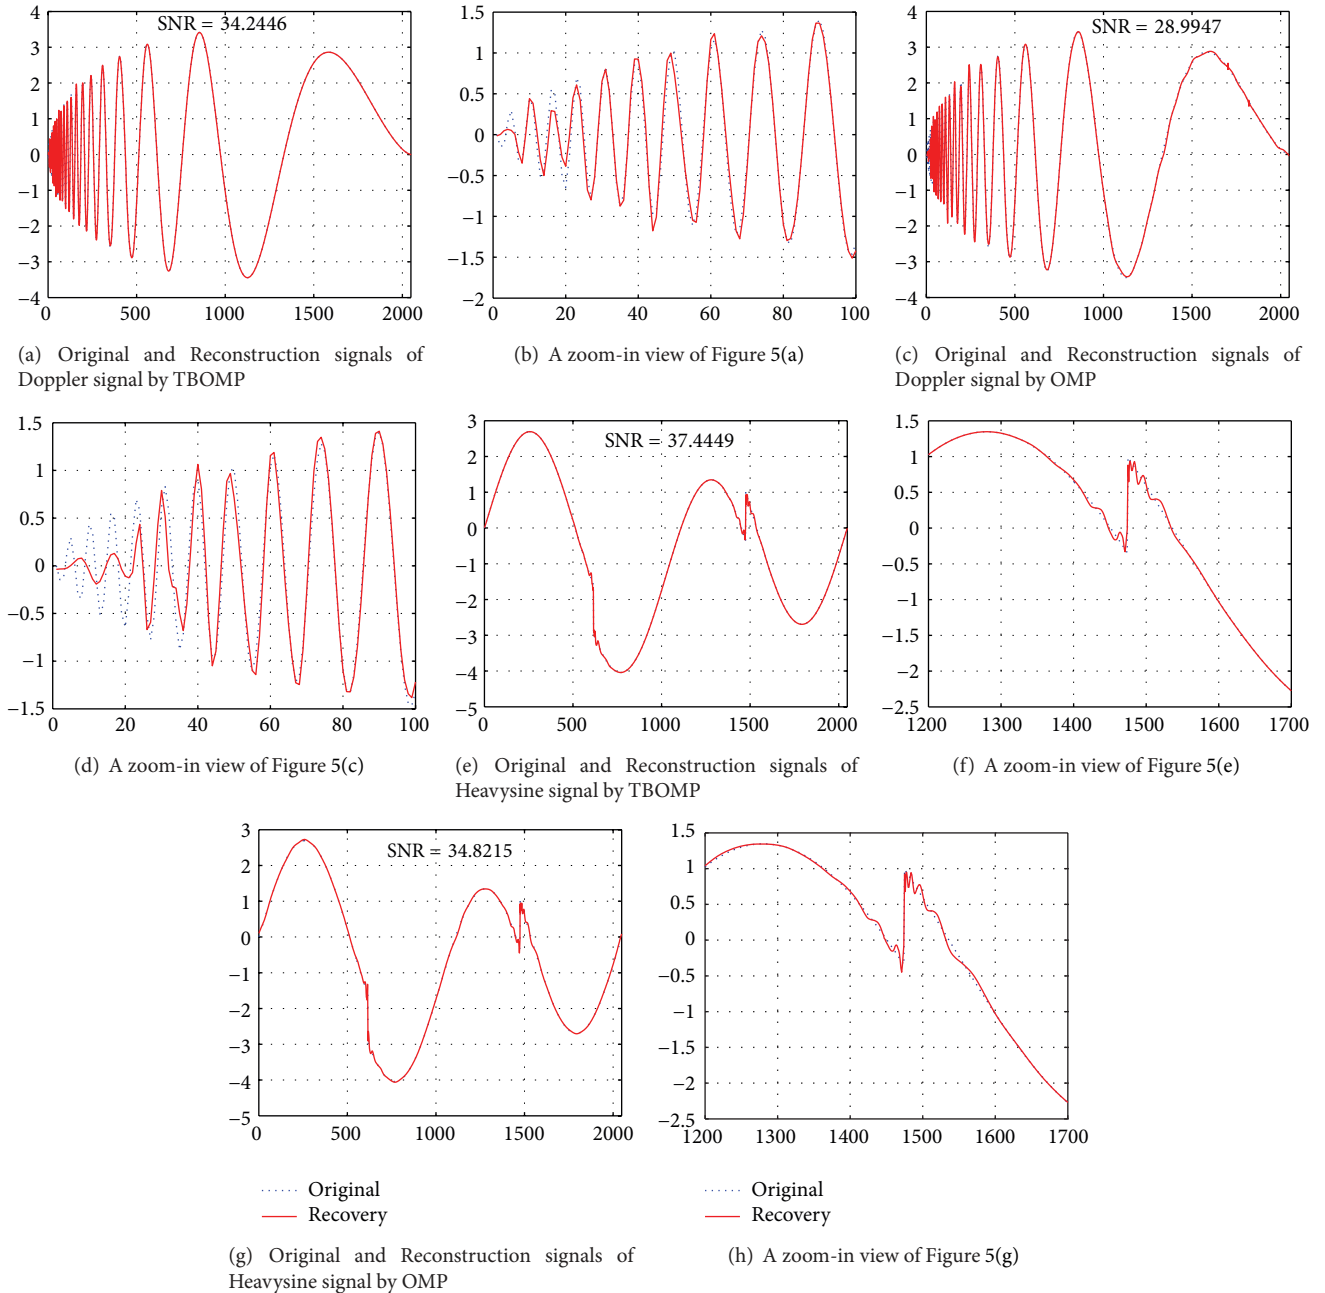 SNR = 34.2446
4
3
2
1
0
−1
−2
−3
−4
0 500 1000 1500 2000
(a) Original and Reconstruction signals of
Doppler signal by TBOMP
1.5
1
0.5
0
−0.5
−1
−1.5
−2
0 20 40 60 80 100
(b) A zoom-in view of Figure 5(a)
SNR = 28.9947
4
3
2
1
0
−1
−2
−3
−4
0 500 1000 1500 2000
(c) Original and Reconstruction signals of
Doppler signal by OMP
1.5
1
0.5
0
−0.5
−1
−1.5
0 20 40 60 80 100
(d) A zoom-in view of Figure 5(c)
SNR = 37.4449
3
2
1
0
−1
−2
−3
−4
−5
0 500 1000 1500 2000
(e) Original and Reconstruction signals of
Heavysine signal by TBOMP
1.5
1
0.5
0
−0.5
−1
−1.5
−2
−2.5
1200 1300 1400 1500 1600 1700
(f) A zoom-in view of Figure 5(e)
SNR = 34.8215
3
2
1
0
−1
−2
−3
−4
−5
0 500 1000 1500 2000
Original
Recovery
(g) Original and Reconstruction signals of
Heavysine signal by OMP
1.5
1
0.5
0
−0.5
−1
−1.5
−2
−2.5
1200 1300 1400 1500 1600 1700
Original
Recovery
(h) A zoom-in view of Figure 5(g)